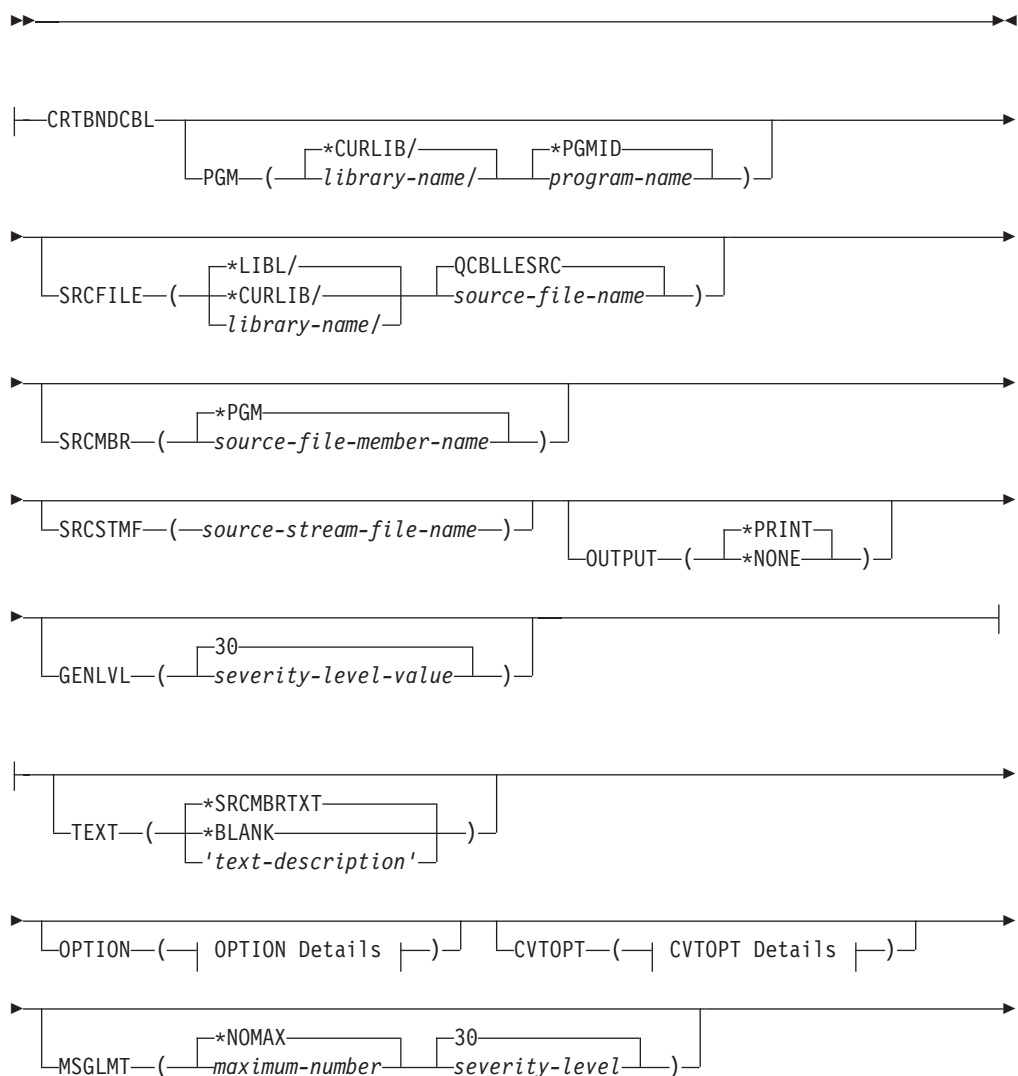 CRTBNDCBL
*CURLIB/ *PGMID
PGM ( library-name/ program-name )
*LIBL/ QCBLLESRC
SRCFILE ( *CURLIB/ source-file-name )
library-name/
*PGM
SRCMBR ( source-file-member-name )
SRCSTMF ( source-stream-file-name ) *PRINT
OUTPUT ( *NONE )
30
GENLVL ( severity-level-value )
*SRCMBRTXT
TEXT ( *BLANK )
'text-description'
OPTION ( OPTION Details ) CVTOPT ( CVTOPT Details )
*NOMAX 30
MSGLMT ( maximum-number severity-level )